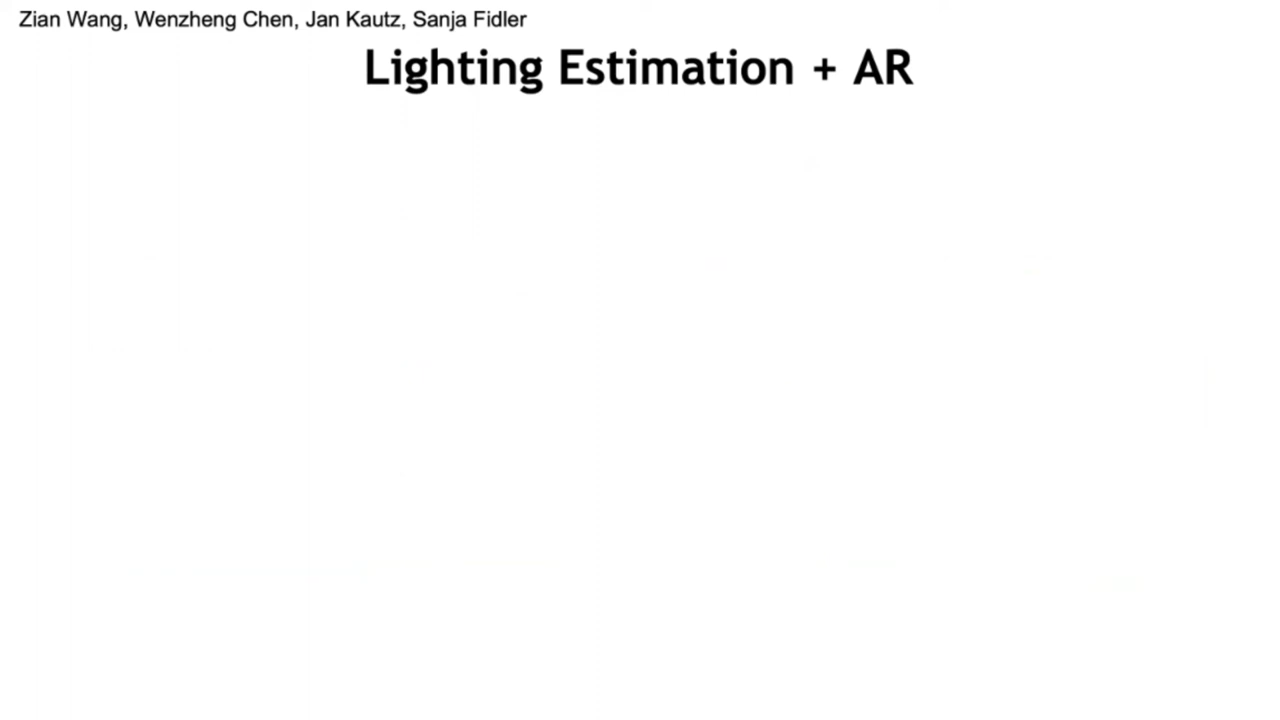 Zian Wang, Wenzheng Chen, Jan Kautz, Sanja Fidler
Lighting Estimation + AR